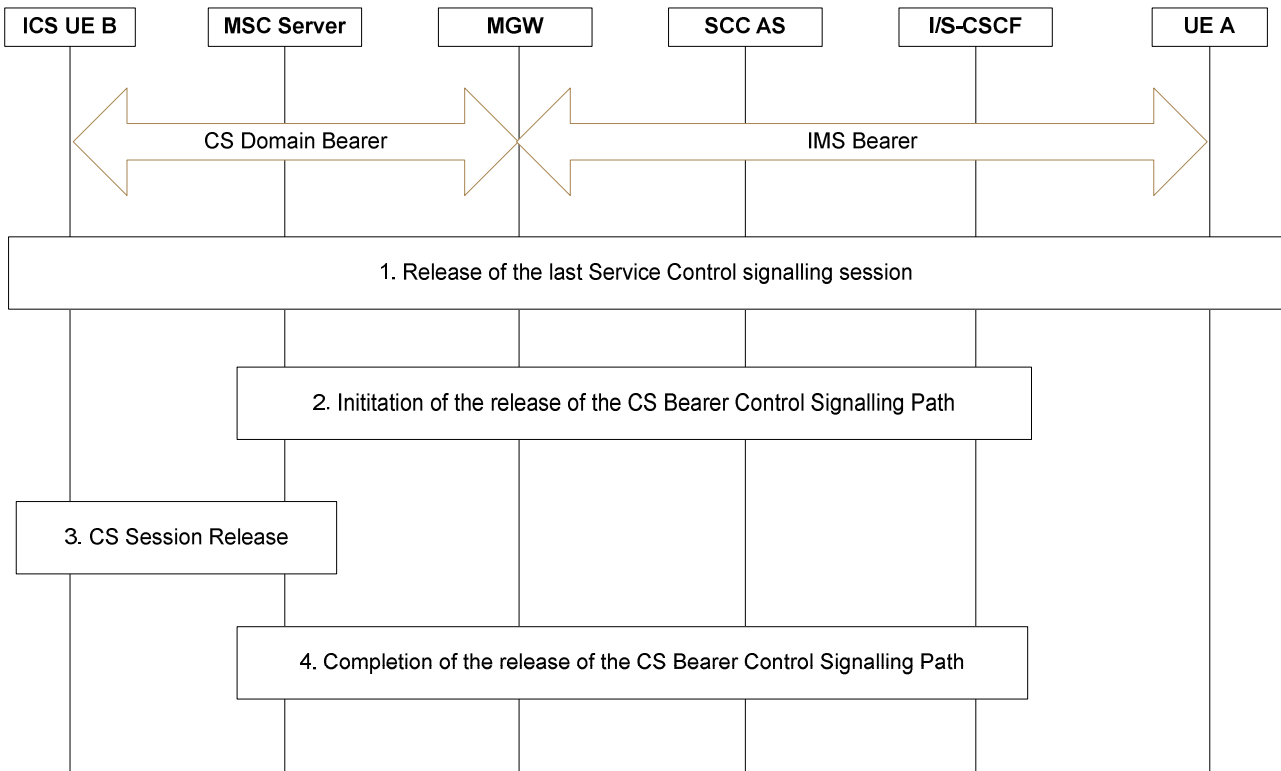 ICS UE B
MSC Server
MGW
SCC AS
I/S-CSCF
UE A
CS Domain Bearer
IMS Bearer
1. Release of the last Service Control signalling session
2. Inititation of the release of the CS Bearer Control Signalling Path
3. CS Session Release
4. Completion of the release of the CS Bearer Control Signalling Path